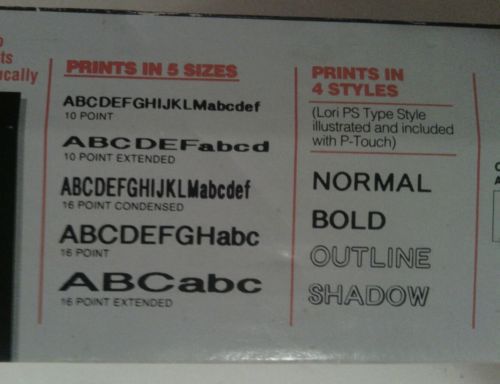 ts
ically
PRINTS IN 5 SIZES
ABCDEFGHIJKLMabcdef
10 POINT
ABCDEFabcd
10 POINT EXTENDED
ABCDEFGHIJKLMabcdef
16 POINT CONDENSED
ABCDEFGHabc
16 POINT
ABCabc
16 POINT EXTENDED
PRINTS IN
4 STYLES
(Lori PS Type Style
illustrated and included
with P-Touch)
NORMAL
BOLD
OUTLINE
SHADOW